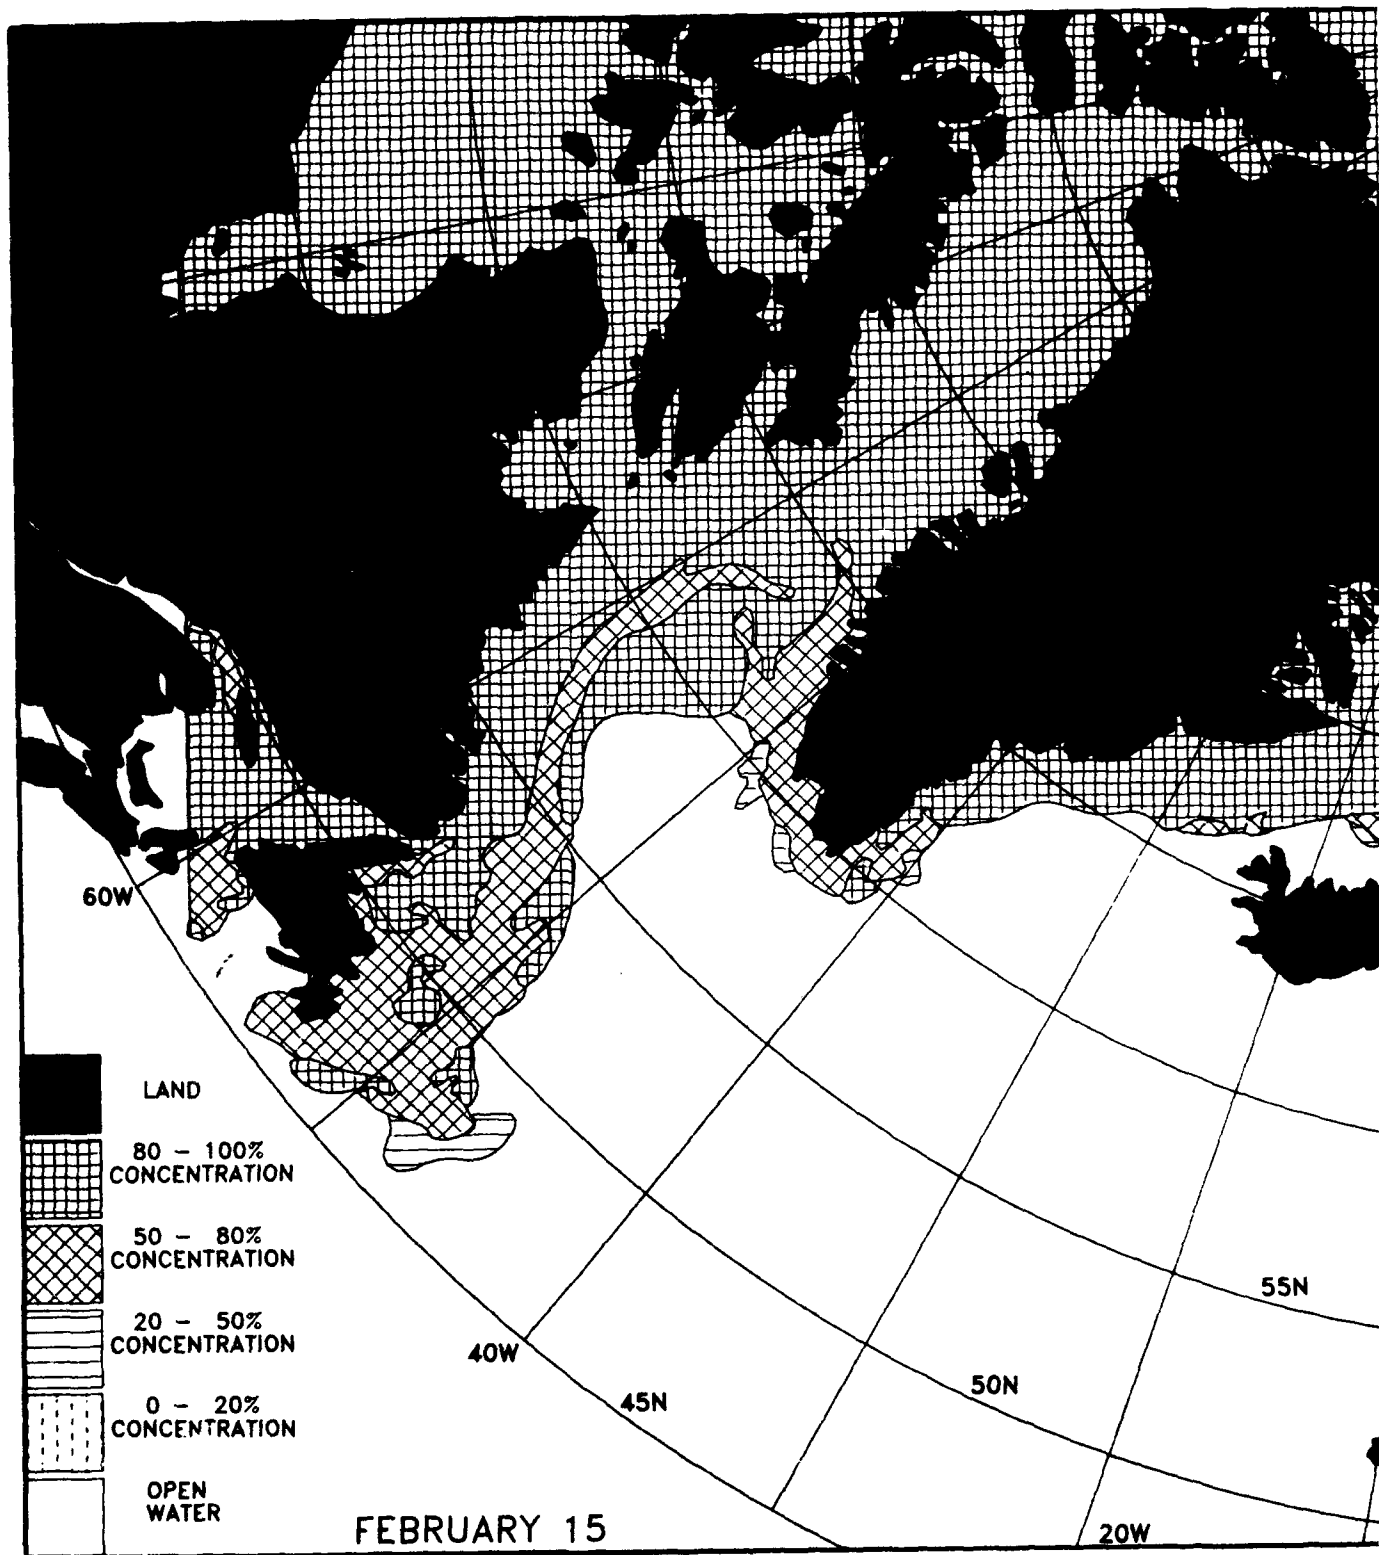 60W
LAND
80 - 100%
CONCENTRATION
50 - 80%
CONCENTRATION
55N
20 - 50%
CONCENTRATION
40W
50N
45N
0 - 20%
CONCENTRATION
OPEN
WATER
FEBRUARY 15
20W